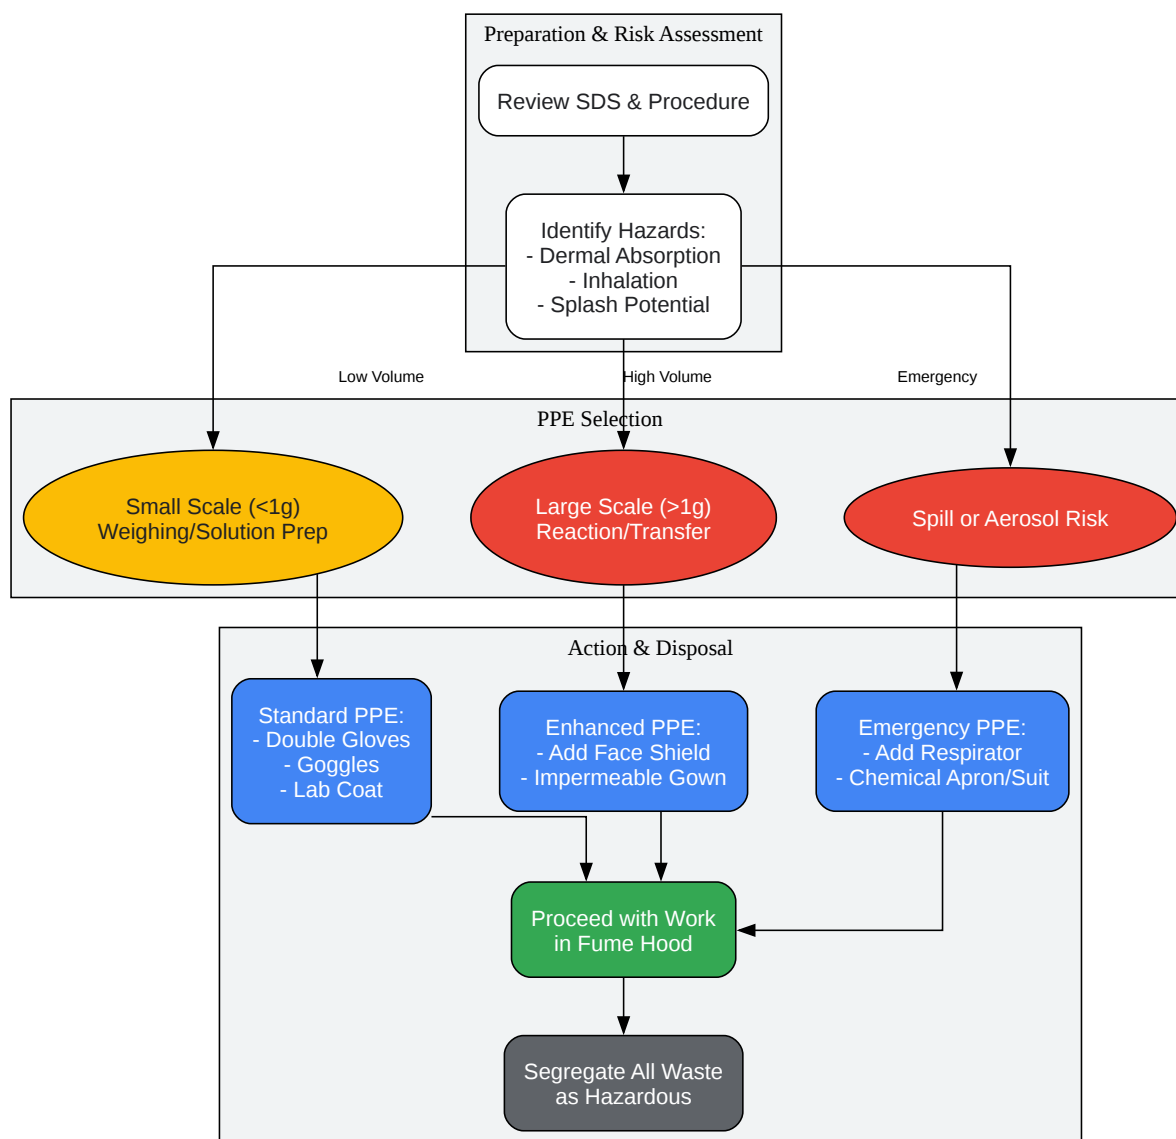 Preparation & Risk Assessment
Review SDS & Procedure
Identify Hazards:
- Dermal Absorption
- Inhalation
- Splash Potential
Low Volume
High Volume
Emergency
PPE Selection
Small Scale (<1g)
Weighing/Solution Prep
Large Scale (>1g)
Reaction/Transfer
Spill or Aerosol Risk
Action & Disposal
Standard PPE:
- Double Gloves
- Goggles
- Lab Coat
Enhanced PPE:
- Add Face Shield
- Impermeable Gown
Emergency PPE:
- Add Respirator
- Chemical Apron/Suit
Proceed with Work
in Fume Hood
Segregate All Waste
as Hazardous